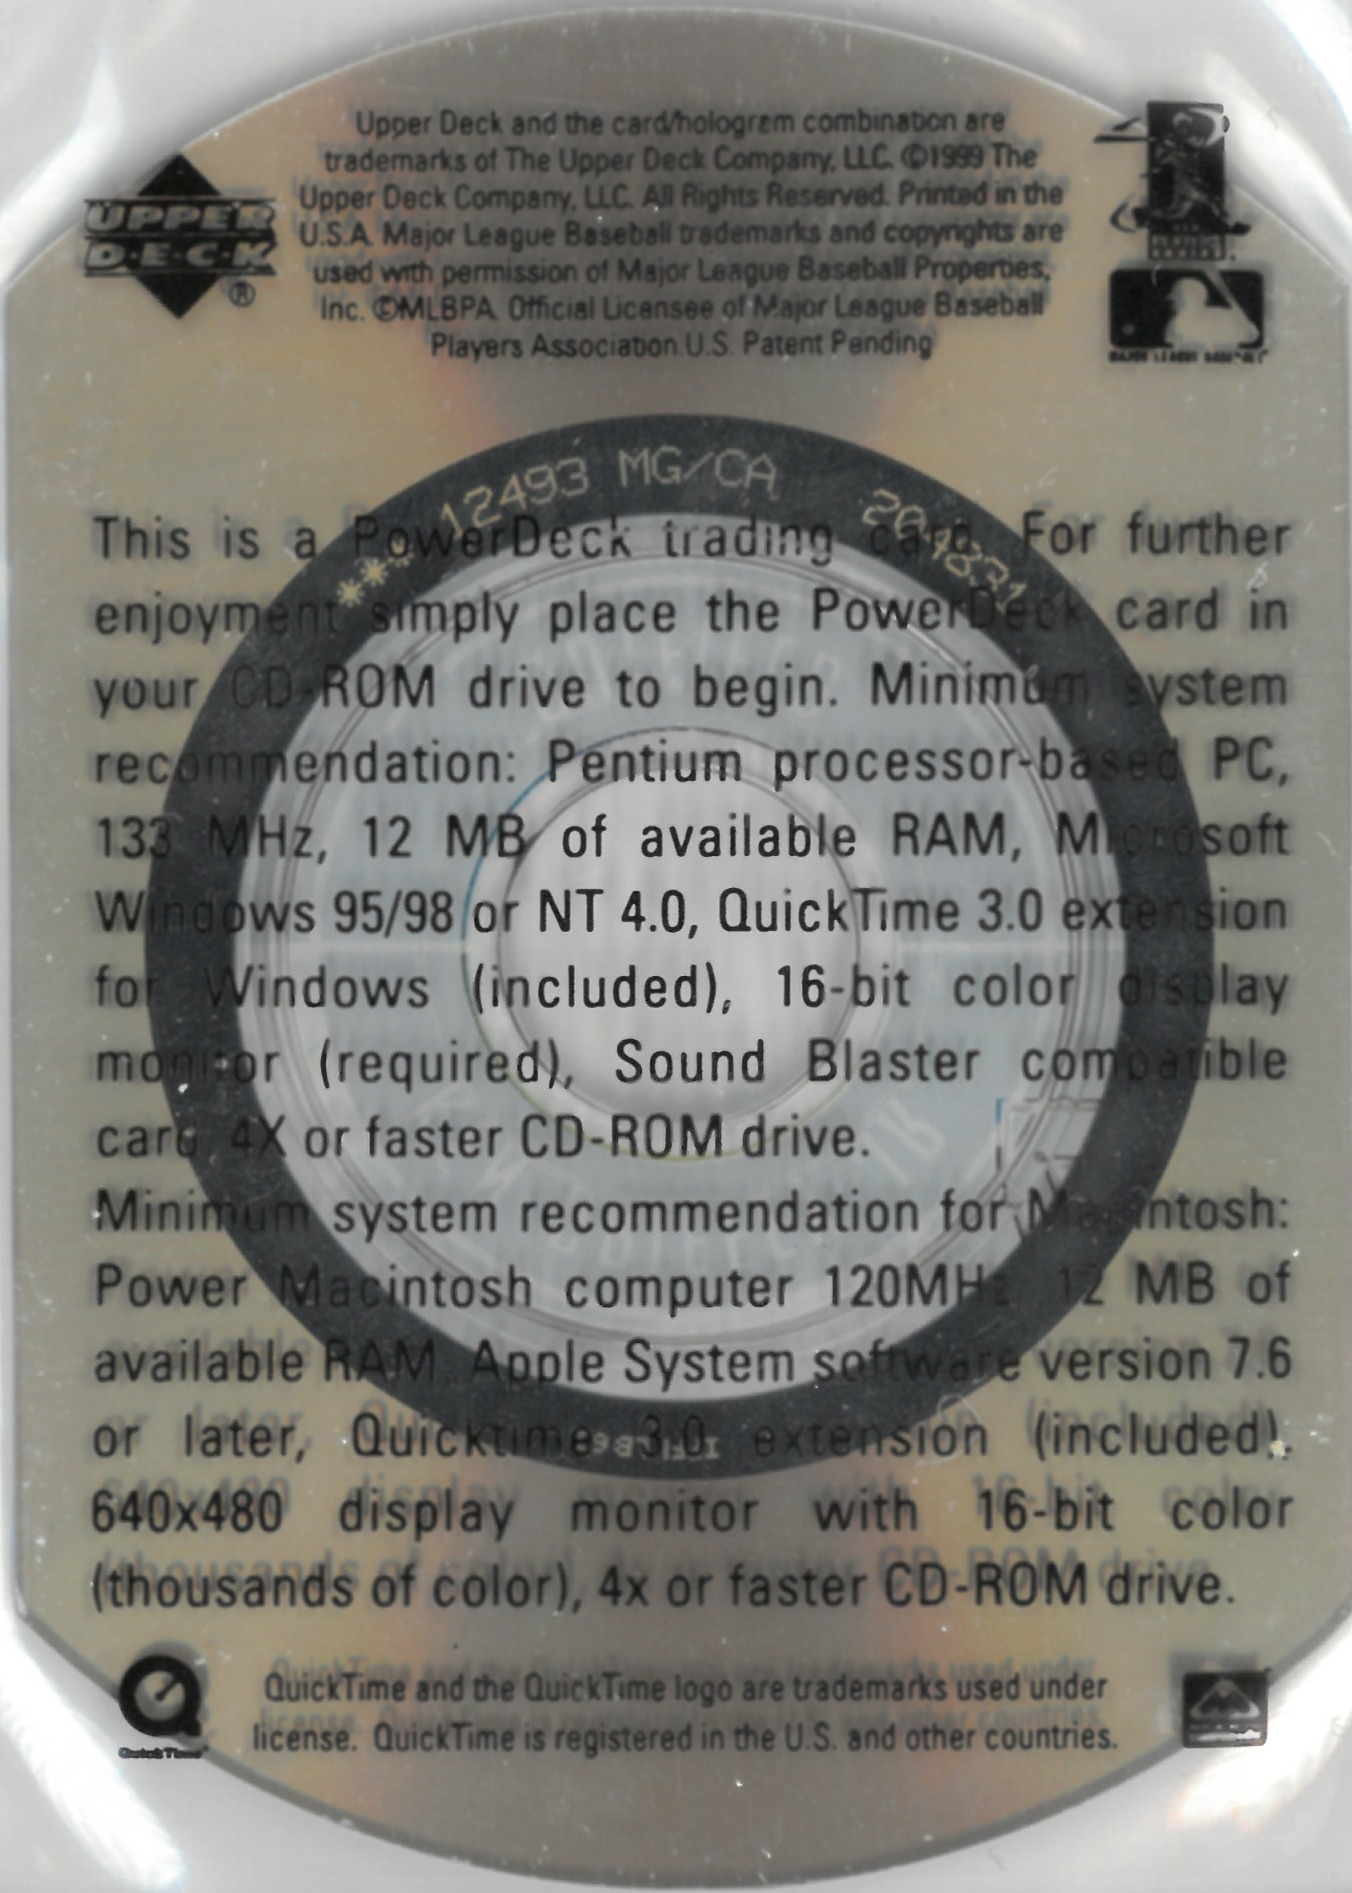 Upper Deck and the card/hologram combination are
trademarks of The Upper Deck Company, LLC. ©1999 The
Upper Deck Company, LLC. All Rights Reserved. Printed in the
U.S.A. Major League Baseball trademarks and copyrights are
used with permission of Major League Baseball Properties,
Inc. ©MLBPA. Official Licensee of Major League Baseball
Players Association.U.S. Patent Pending
UPPER
D·E·C·K
®
MAJOR LEAGUE BASEBALL
*** 12493 MG/CA 204831
This is a PowerDeck trading card. For further
enjoyment simply place the PowerDeck card in
your CD-ROM drive to begin. Minimum system
recommendation: Pentium processor-based PC,
133 MHz, 12 MB of available RAM, Microsoft
Windows 95/98 or NT 4.0, QuickTime 3.0 extension
for Windows (included), 16-bit color display
monitor (required), Sound Blaster compatible
card 4X or faster CD-ROM drive.
Minimum system recommendation for Macintosh:
Power Macintosh computer 120MHz 12 MB of
available RAM, Apple System software version 7.6
or later, Quicktime 3.0 extension (included).
640x480 display monitor with 16-bit color
(thousands of color), 4x or faster CD-ROM drive.
QuickTime
QuickTime and the QuickTime logo are trademarks used under
license. QuickTime is registered in the U.S. and other countries.